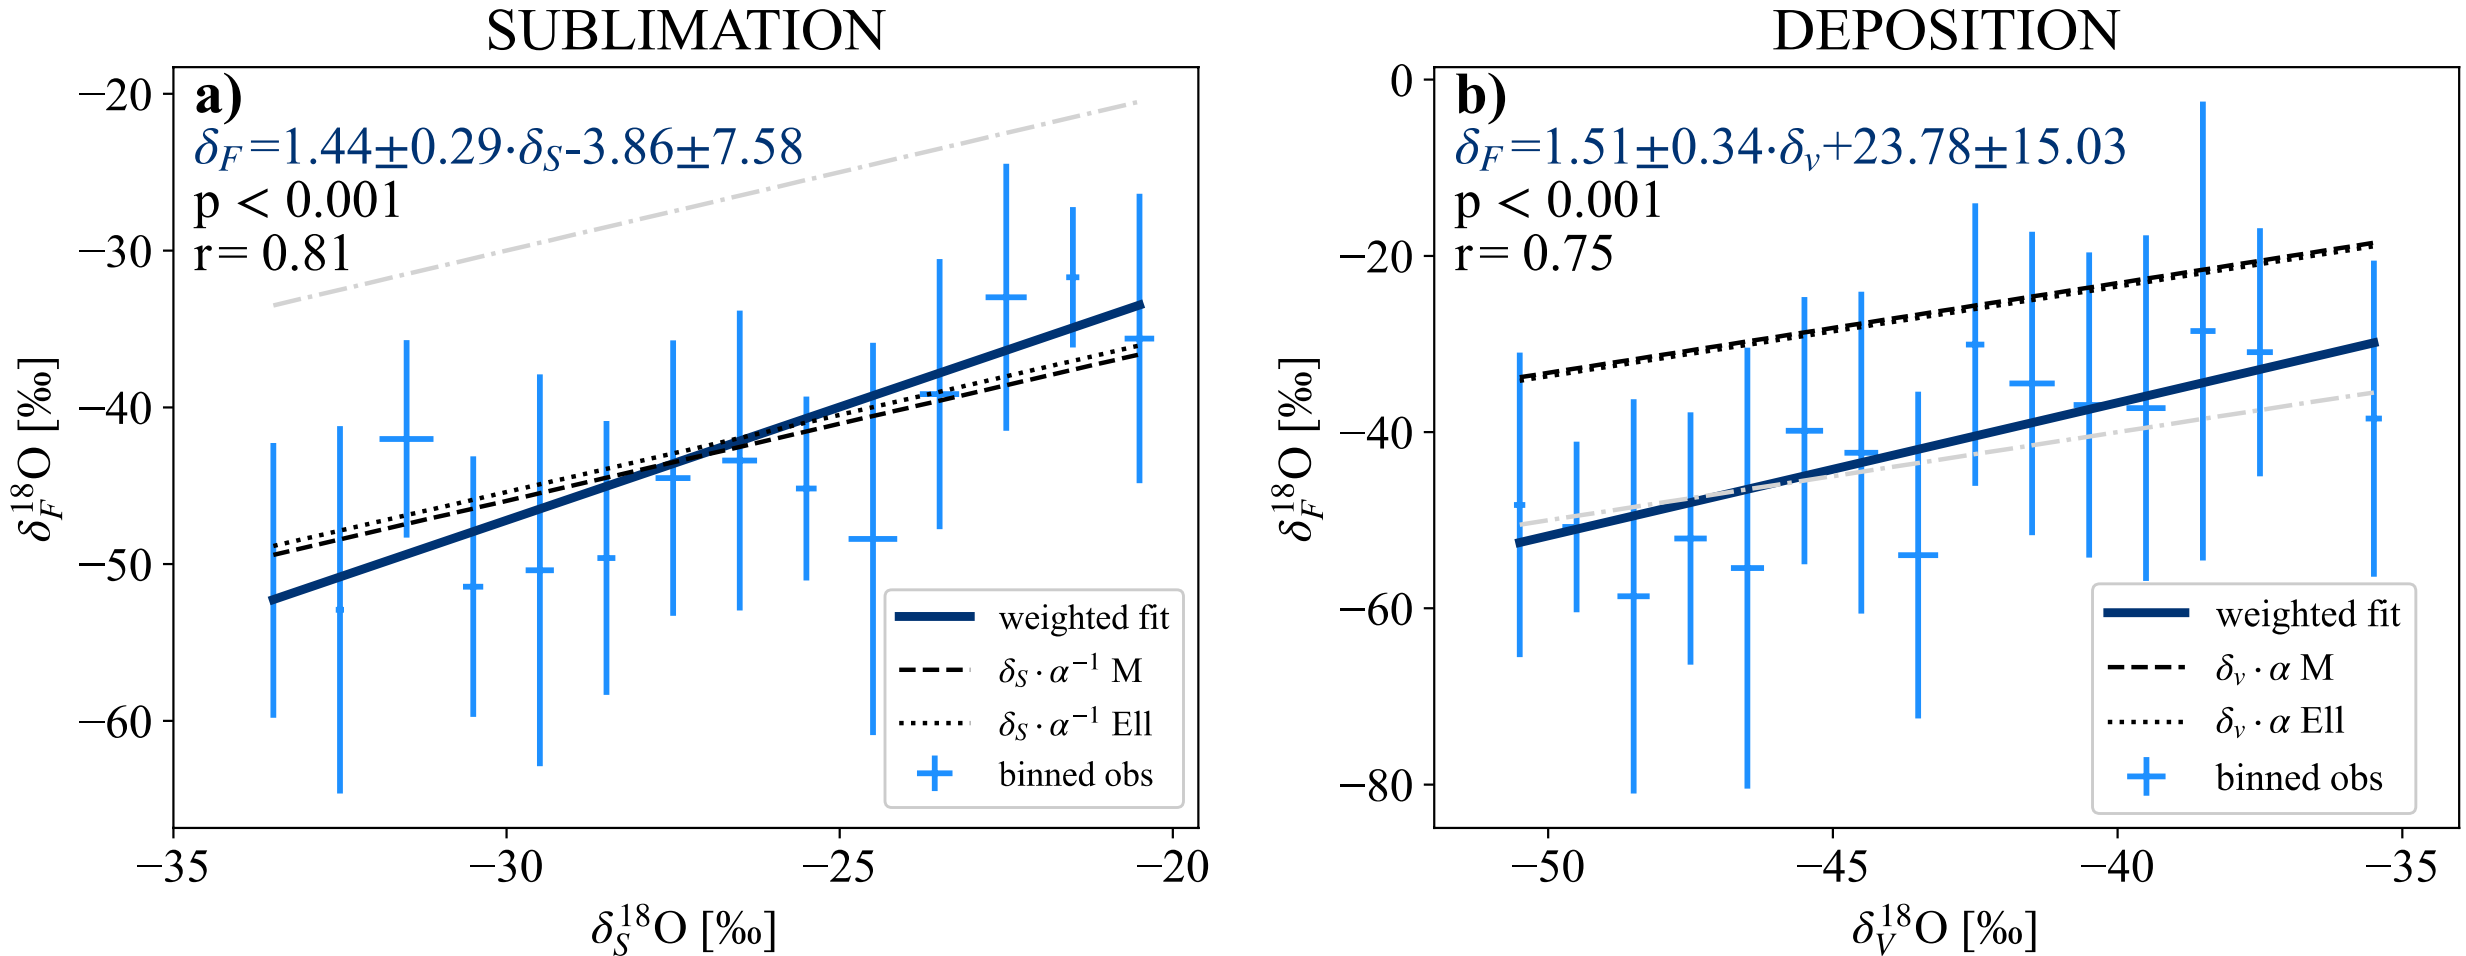 SUBLIMATION
a)
δF=1.44±0.29·δS-3.86±7.58
p < 0.001
r= 0.81
−20
−30
−40
−50
−60
δF18O [‰]
−35
−30
−25
−20
δS18O [‰]
weighted fit
δS · α−1 M
δS · α−1 Ell
binned obs
DEPOSITION
b)
δF=1.51±0.34·δv+23.78±15.03
p < 0.001
r= 0.75
0
−20
−40
−60
−80
δF18O [‰]
−50
−45
−40
−35
δV18O [‰]
weighted fit
δv · α M
δv · α Ell
binned obs